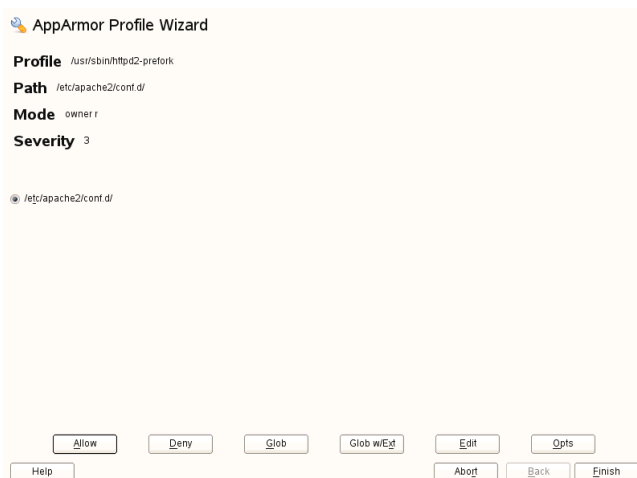 AppArmor Profile Wizard
Profile /usr/sbin/httpd2-prefork
Path /etc/apache2/conf.d/
Mode owner r
Severity 3
/etc/apache2/conf.d/
Allow Deny Glob Glob w/Ext Edit Opts
Help Abort Back Finish